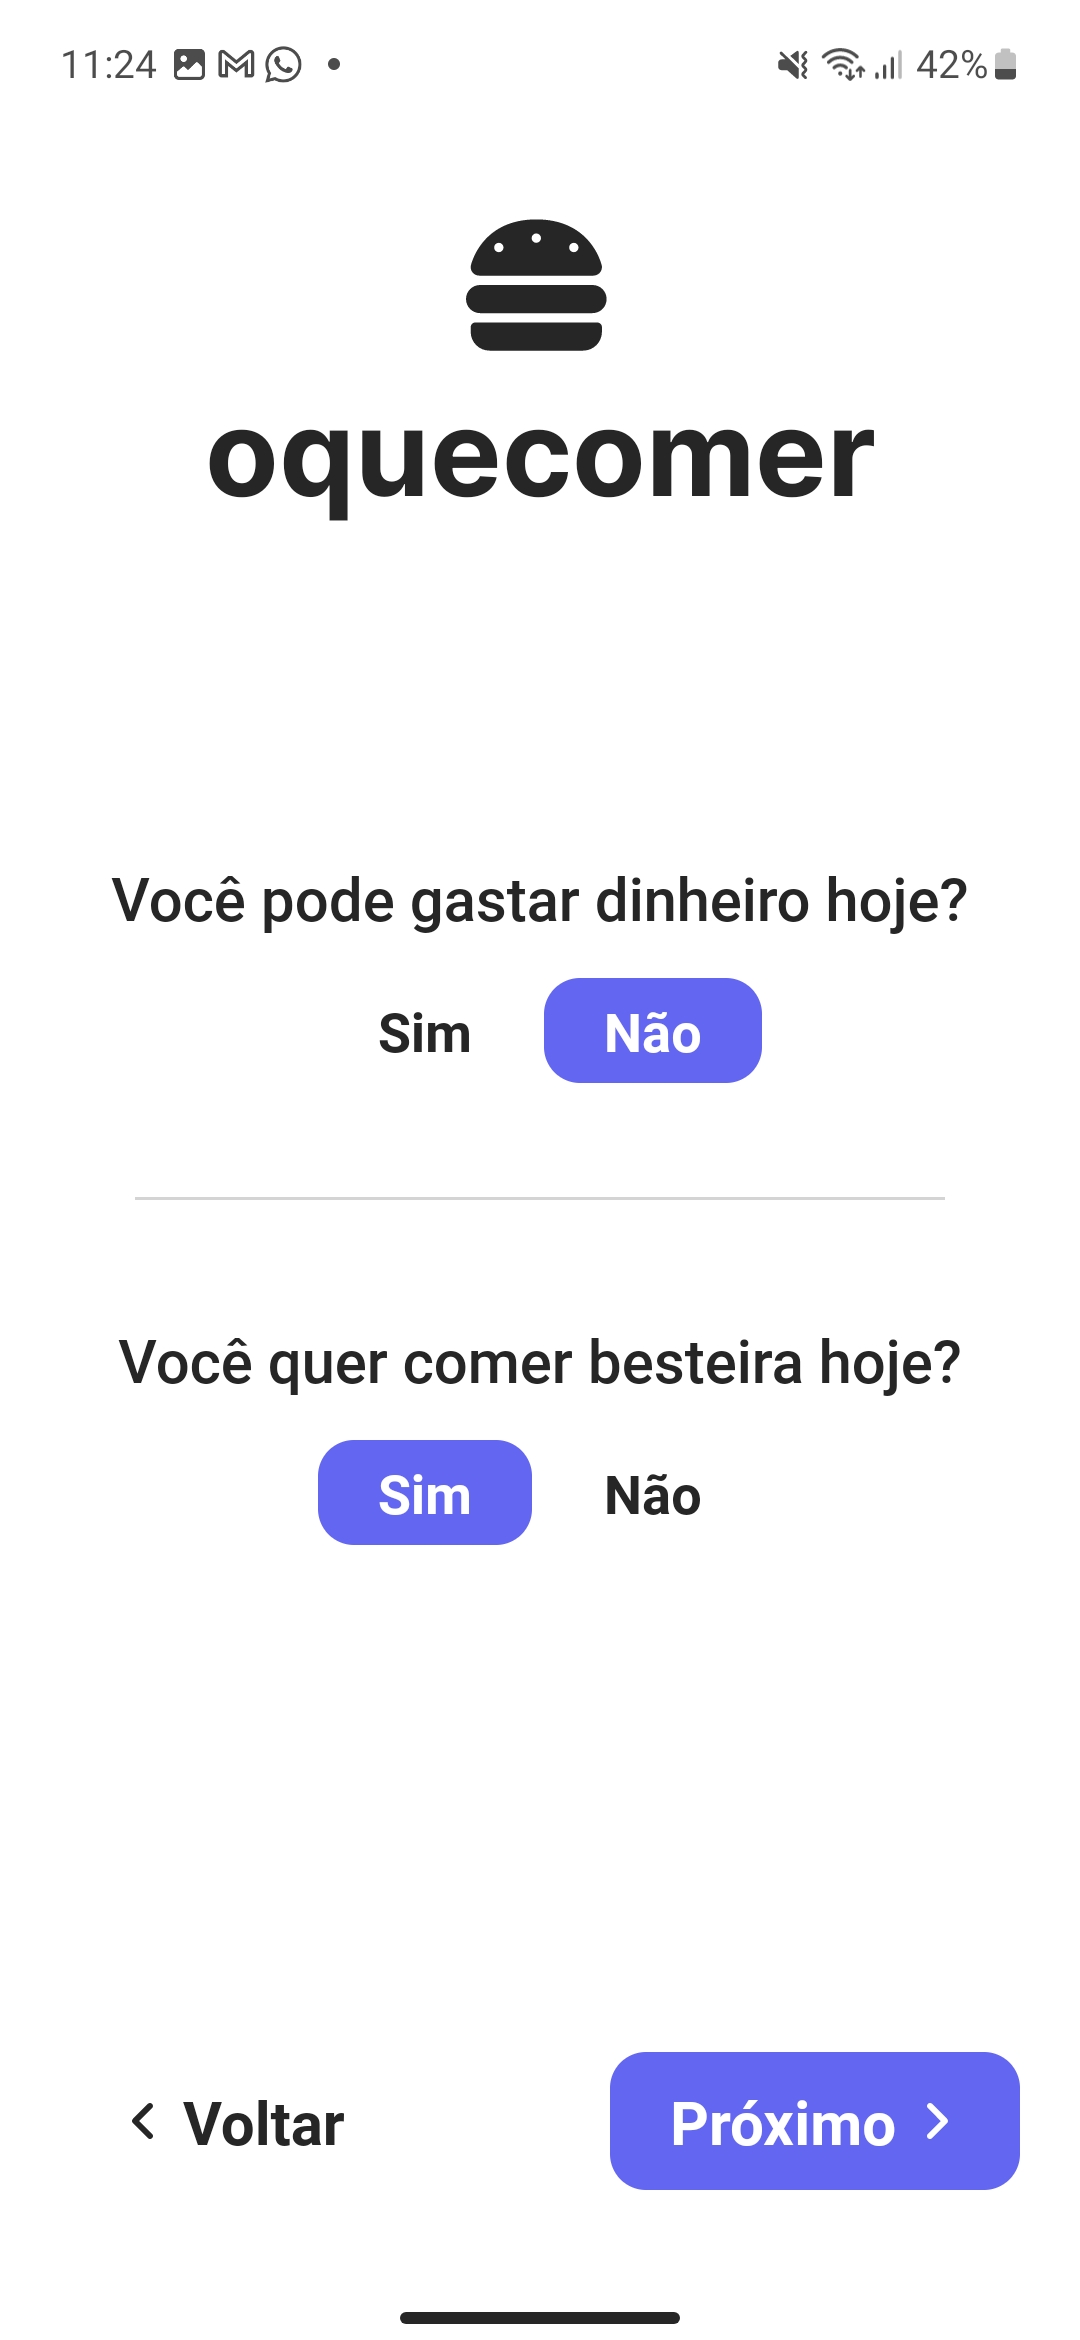 11:24 42%
oquecomer
Você pode gastar dinheiro hoje?
Sim Não
Você quer comer besteira hoje?
Sim Não
Voltar Próximo